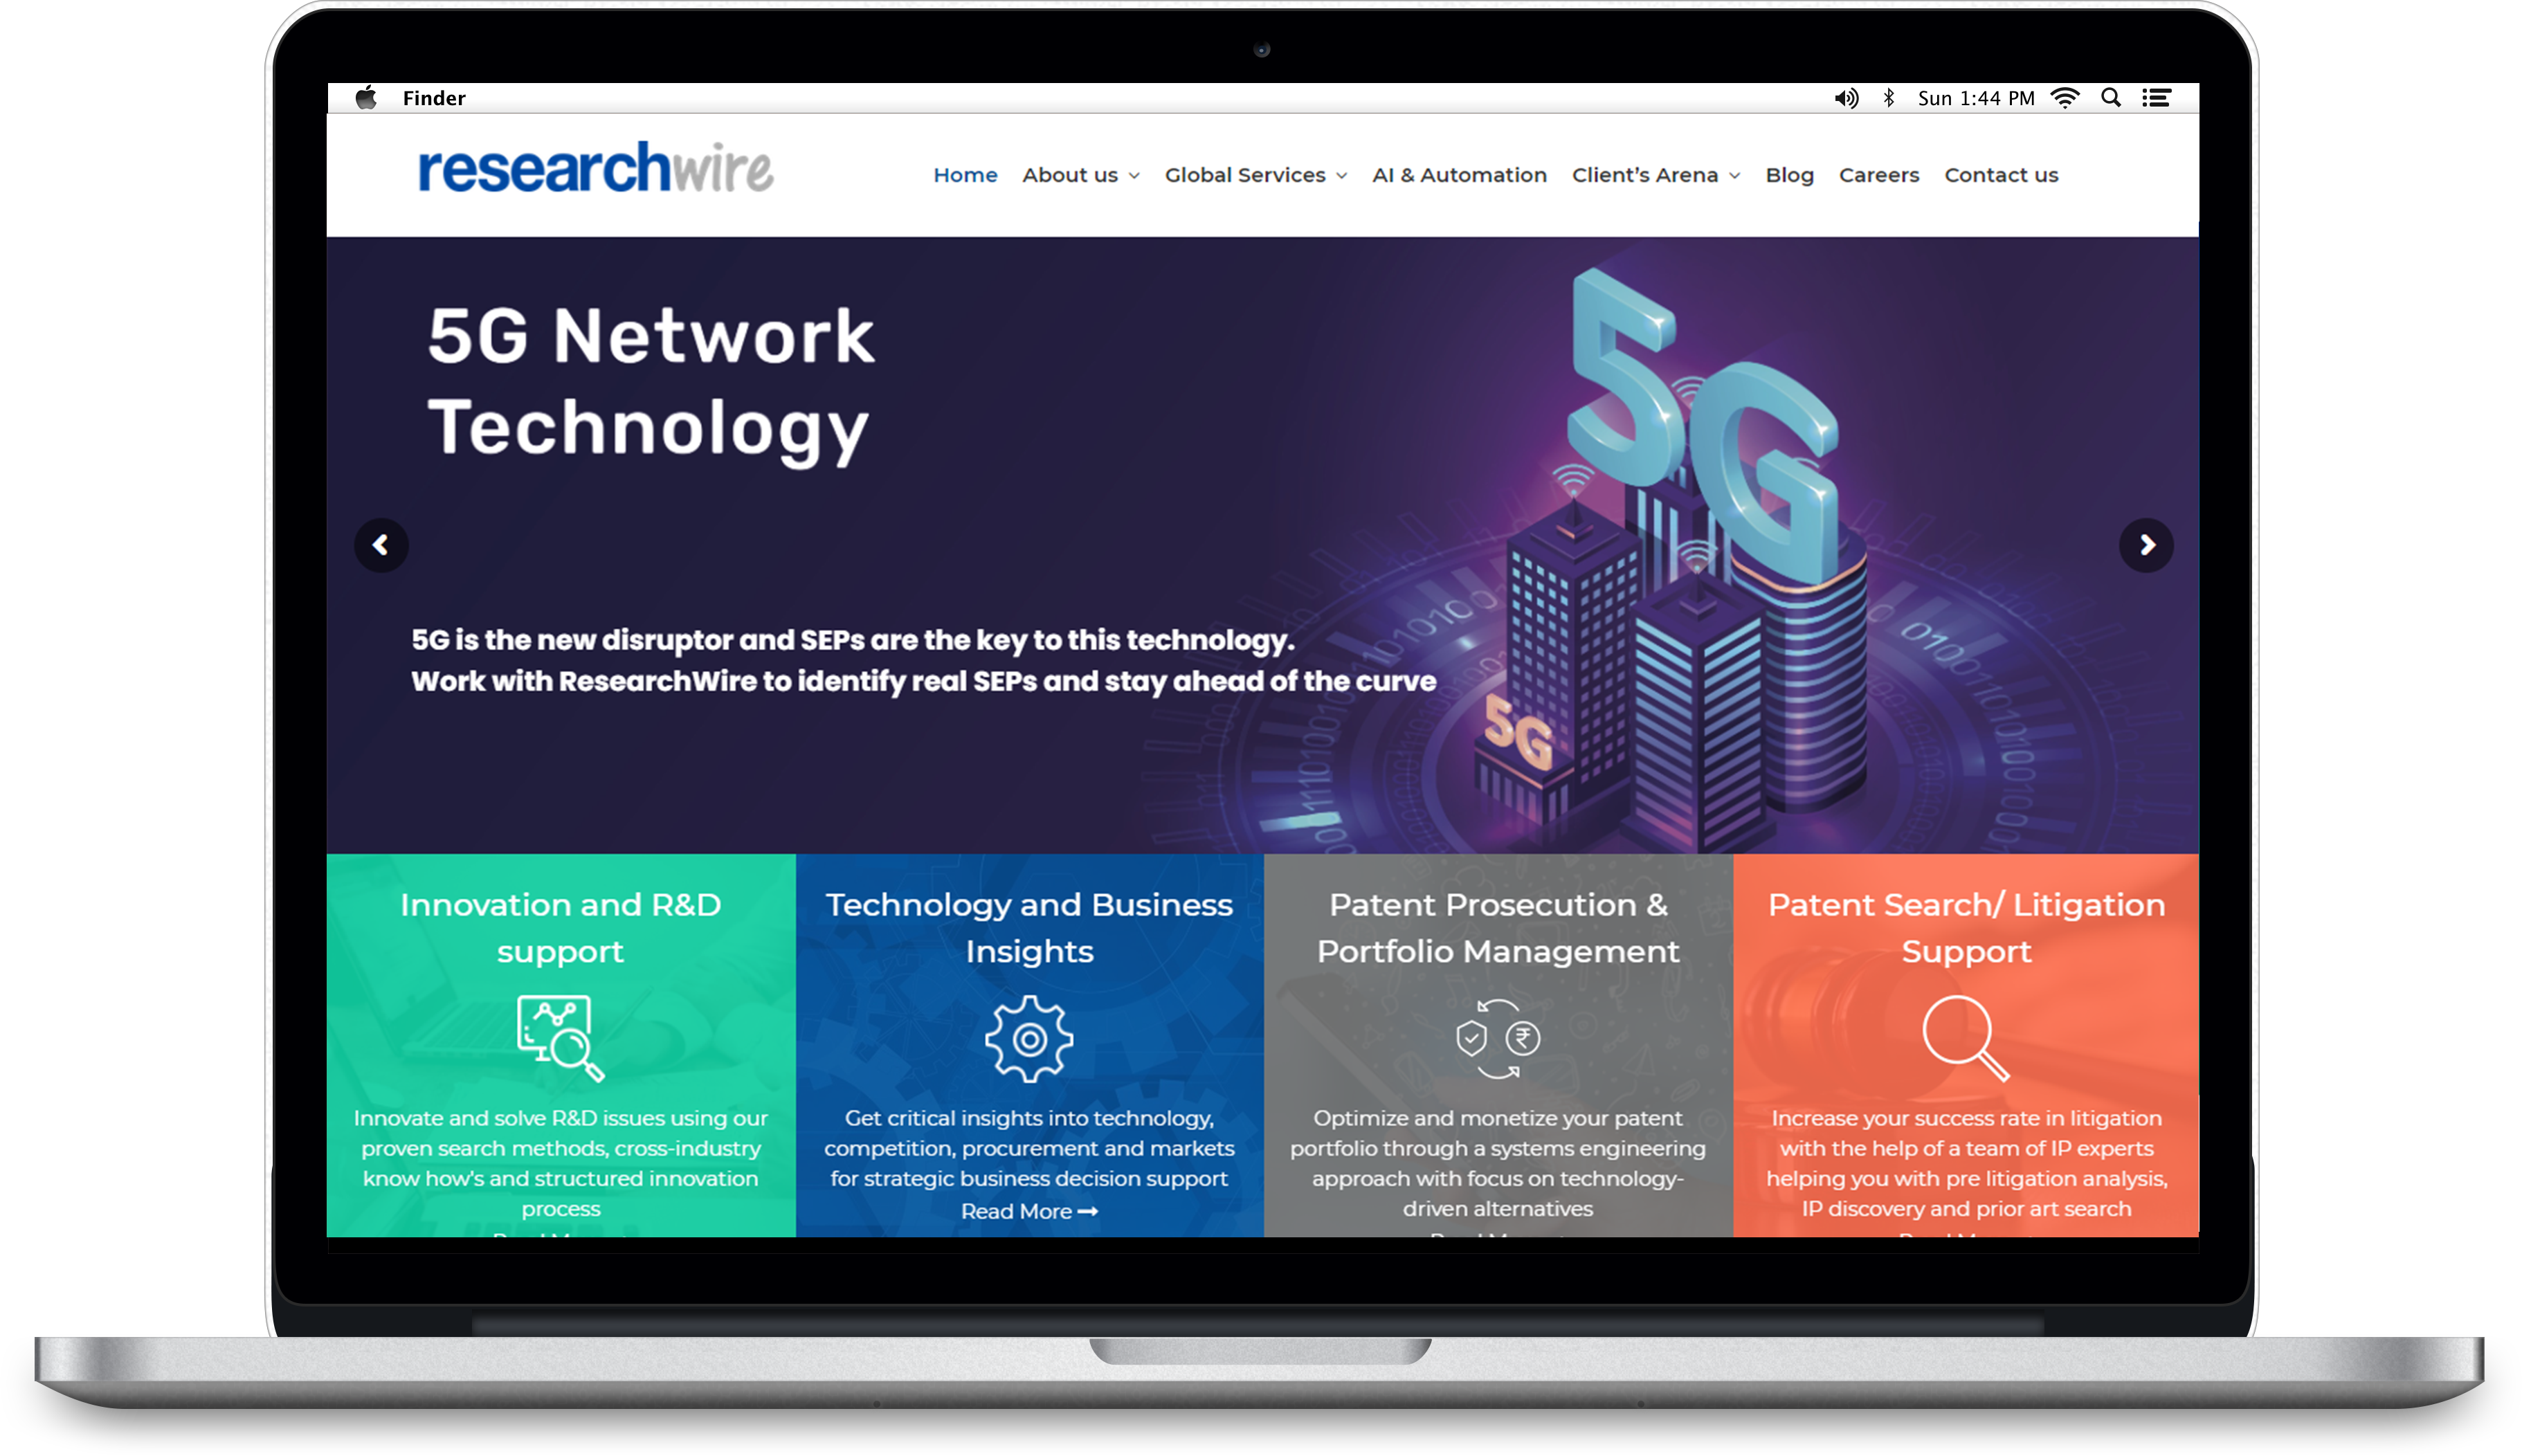 Finder
Sun 1:44 PM
researchwire
Home About us Global Services AI & Automation Client's Arena Blog Careers Contact us
5G Network
Technology
5G
5G is the new disruptor and SEPs are the key to this technology.
Work with ResearchWire to identify real SEPs and stay ahead of the curve
5G
Innovation and R&D
support
Innovate and solve R&D issues using our
proven search methods, cross-industry
know how's and structured innovation
process
Technology and Business
Insights
Get critical insights into technology,
competition, procurement and markets
for strategic business decision support
Read More
Patent Prosecution &
Portfolio Management
₹
Optimize and monetize your patent
portfolio through a systems engineering
approach with focus on technology-
driven alternatives
Patent Search/ Litigation
Support
Increase your success rate in litigation
with the help of a team of IP experts
helping you with pre litigation analysis,
IP discovery and prior art search